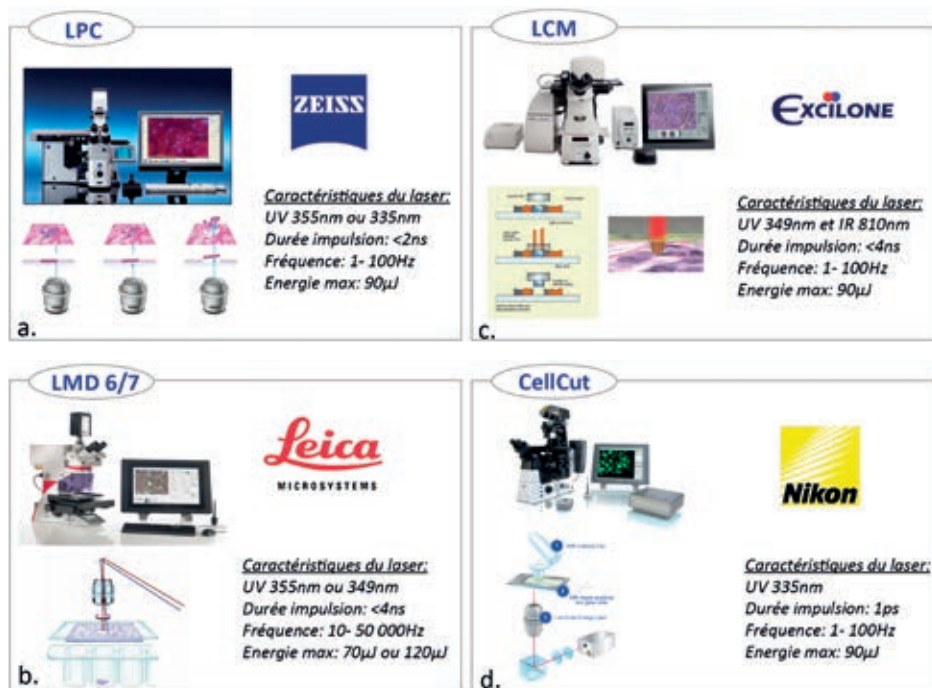 LPC
ZEISS
Caractéristiques du laser:
UV 355nm ou 335nm
Durée impulsion: <2ns
Fréquence: 1- 100Hz
Energie max: 90µJ
a.
LCM
EXCILONE
Caractéristiques du laser:
UV 349nm et IR 810nm
Durée impulsion: <4ns
Fréquence: 1- 100Hz
Energie max: 90µJ
c.
LMD 6/7
Leica
MICROSYSTEMS
Caractéristiques du laser:
UV 355nm ou 349nm
Durée impulsion: <4ns
Fréquence: 10- 50 000Hz
Energie max: 70µJ ou 120µJ
b.
CellCut
Nikon
Caractéristiques du laser:
UV 335nm
Durée impulsion: 1ps
Fréquence: 1- 100Hz
Energie max: 90µJ
d.